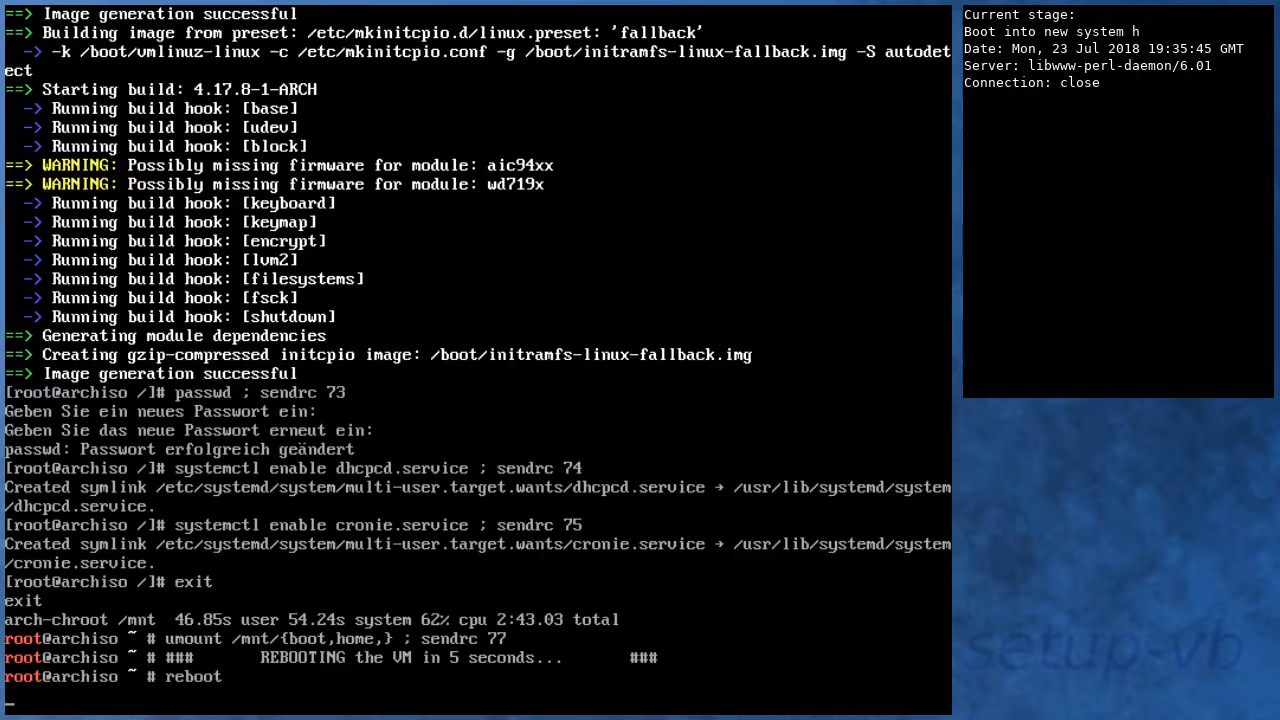 ==> Image generation successful
==> Building image from preset: /etc/mkinitcpio.d/linux.preset: 'fallback'
  -> -k /boot/vmlinuz-linux -c /etc/mkinitcpio.conf -g /boot/initramfs-linux-fallback.img -S autodet
ect
==> Starting build: 4.17.8-1-ARCH
  -> Running build hook: [base]
  -> Running build hook: [udev]
  -> Running build hook: [block]
==> WARNING: Possibly missing firmware for module: aic94xx
==> WARNING: Possibly missing firmware for module: wd719x
  -> Running build hook: [keyboard]
  -> Running build hook: [keymap]
  -> Running build hook: [encrypt]
  -> Running build hook: [lvm2]
  -> Running build hook: [filesystems]
  -> Running build hook: [fsck]
  -> Running build hook: [shutdown]
==> Generating module dependencies
==> Creating gzip-compressed initcpio image: /boot/initramfs-linux-fallback.img
==> Image generation successful
[root@archiso /]# passwd ; sendrc 73
Geben Sie ein neues Passwort ein:
Geben Sie das neue Passwort erneut ein:
passwd: Passwort erfolgreich geändert
[root@archiso /]# systemctl enable dhcpcd.service ; sendrc 74
Created symlink /etc/systemd/system/multi-user.target.wants/dhcpcd.service → /usr/lib/systemd/system
/dhcpcd.service.
[root@archiso /]# systemctl enable cronie.service ; sendrc 75
Created symlink /etc/systemd/system/multi-user.target.wants/cronie.service → /usr/lib/systemd/system
/cronie.service.
[root@archiso /]# exit
exit
arch-chroot /mnt  46.85s user 54.24s system 62% cpu 2:43.03 total
root@archiso ~ # umount /mnt/{boot,home,} ; sendrc 77
root@archiso ~ # ###       REBOOTING the VM in 5 seconds...       ###
root@archiso ~ # reboot
_
Current stage:
Boot into new system h
Date: Mon, 23 Jul 2018 19:35:45 GMT
Server: libwww-perl-daemon/6.01
Connection: close
setup-vb